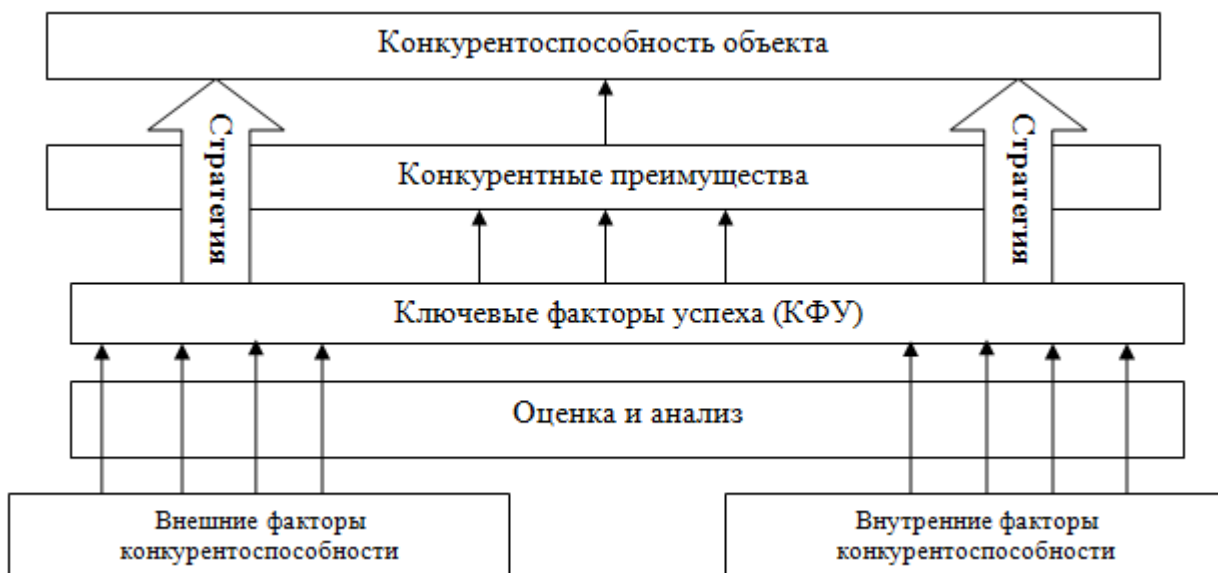 Конкурентоспособность объекта
Стратегия
Стратегия
Конкурентные преимущества
Ключевые факторы успеха (КФУ)
Оценка и анализ
Внешние факторы
конкурентоспособности
Внутренние факторы
конкурентоспособности